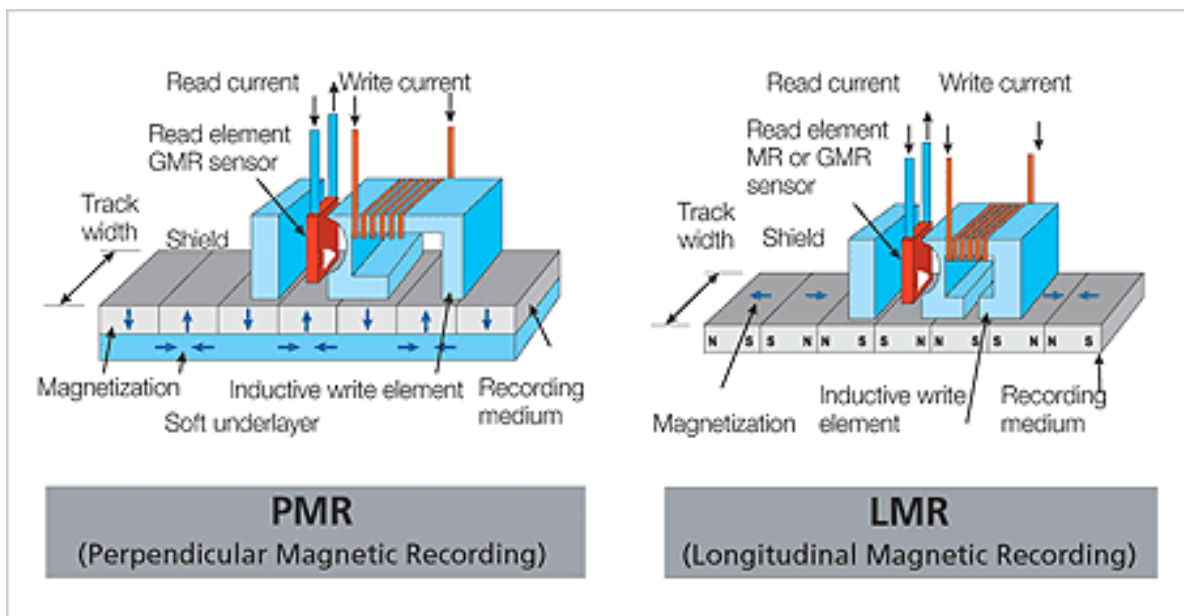 Read current
Write current
Read element
GMR sensor
Track
width
Shield
Magnetization
Soft underlayer
Inductive write element
Recording
medium
PMR
(Perpendicular Magnetic Recording)
Read current
Write current
Read element
MR or GMR
sensor
Track
width
Shield
N S S N N S S N N S S N N S
Magnetization
Inductive write
element
Recording
medium
LMR
(Longitudinal Magnetic Recording)